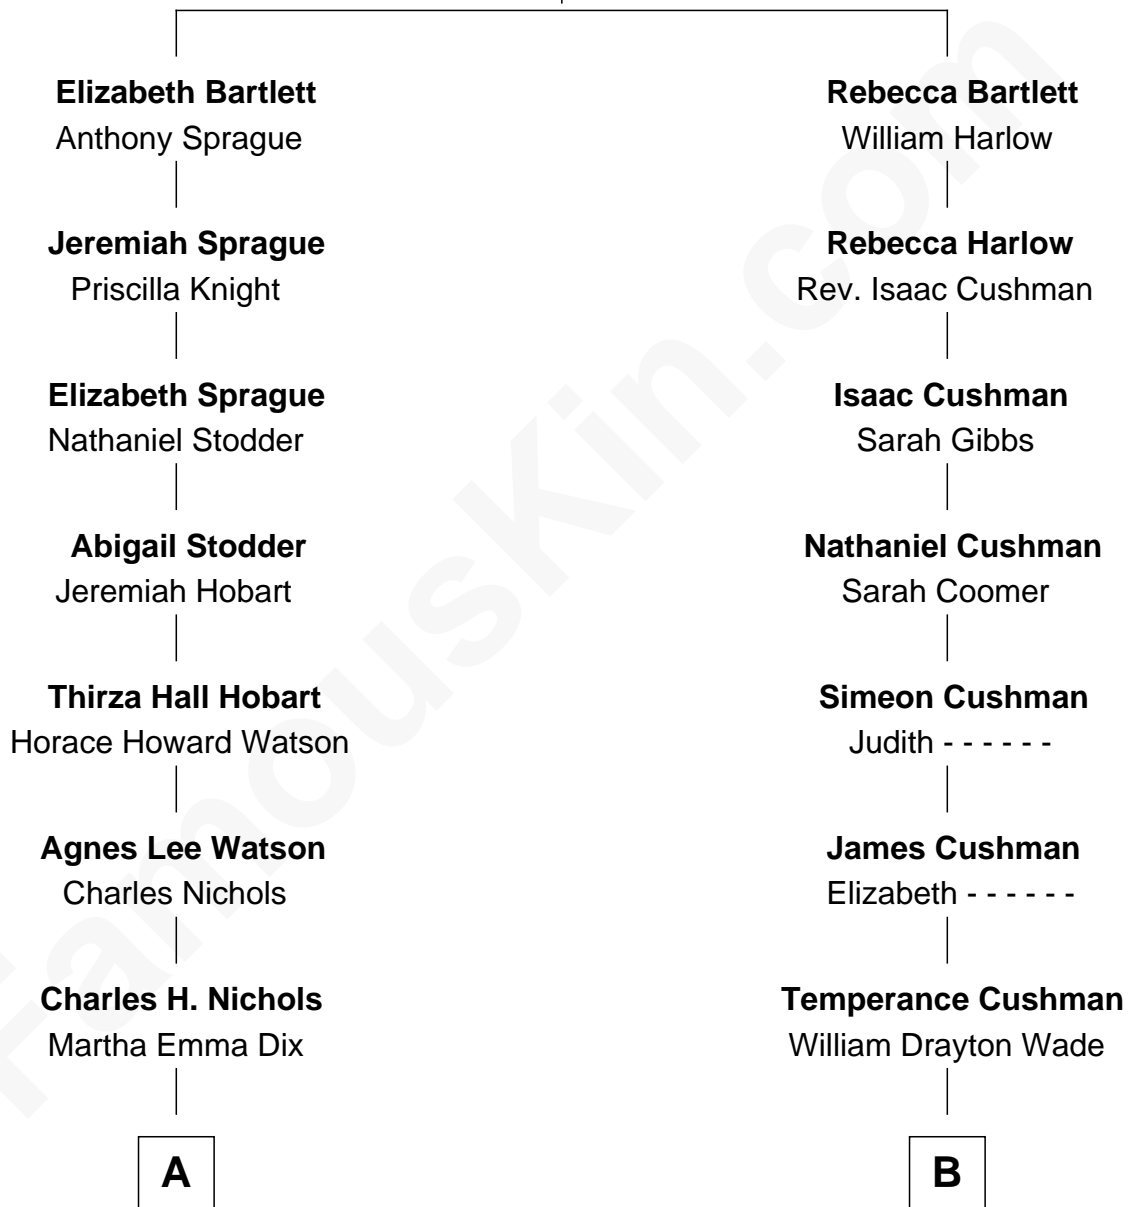 Elizabeth Bartlett
Anthony Sprague
Jeremiah Sprague
Priscilla Knight
Elizabeth Sprague
Nathaniel Stodder
Abigail Stodder
Jeremiah Hobart
Thirza Hall Hobart
Horace Howard Watson
Agnes Lee Watson
Charles Nichols
Charles H. Nichols
Martha Emma Dix
A
Rebecca Bartlett
William Harlow
Rebecca Harlow
Rev. Isaac Cushman
Isaac Cushman
Sarah Gibbs
Nathaniel Cushman
Sarah Coomer
Simeon Cushman
Judith - - - - - -
James Cushman
Elizabeth - - - - - -
Temperance Cushman
William Drayton Wade
B
FamousKin.com